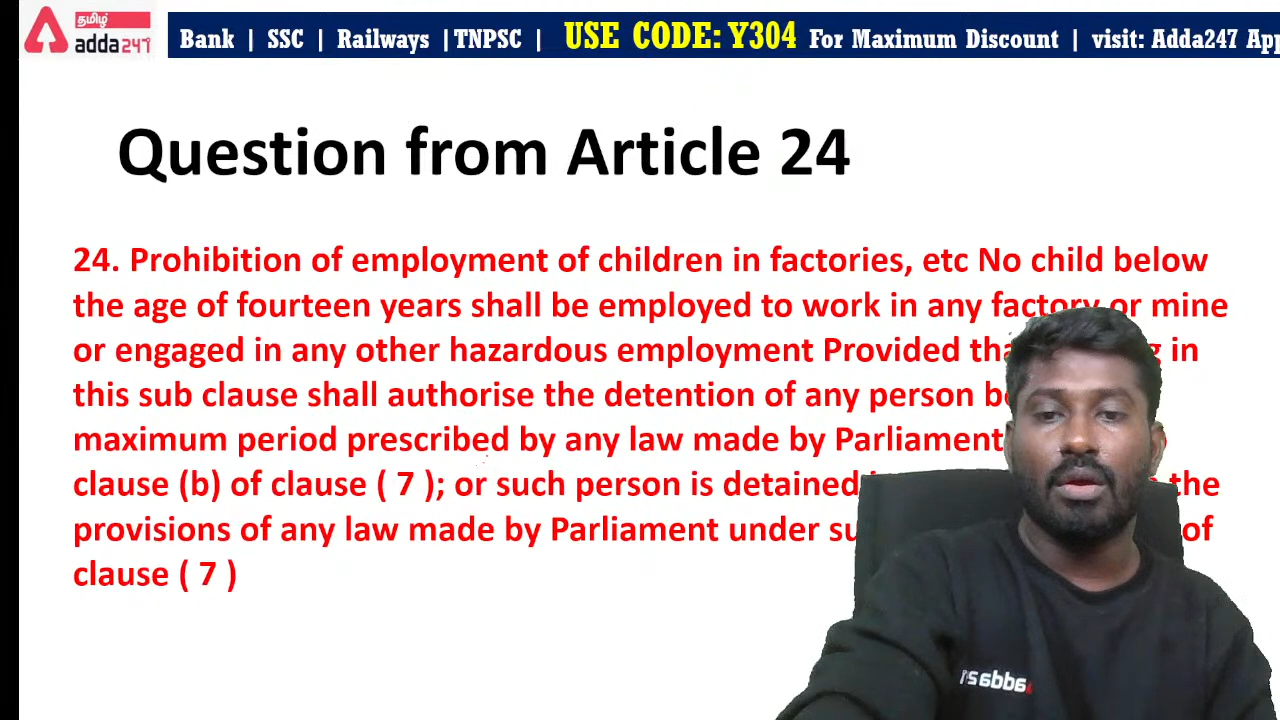 தமிழ்
adda247
Bank | SSC | Railways |TNPSC | USE CODE: Y304 For Maximum Discount | visit: Adda247 App
Question from Article 24
24. Prohibition of employment of children in factories, etc No child below
the age of fourteen years shall be employed to work in any factory or mine
or engaged in any other hazardous employment Provided in
this sub clause shall authorise the detention of any person
maximum period prescribed by any law made by Parliament
clause (b) of clause ( 7 ); or such person is detained the
provisions of any law made by Parliament under of
clause ( 7 )
adda247